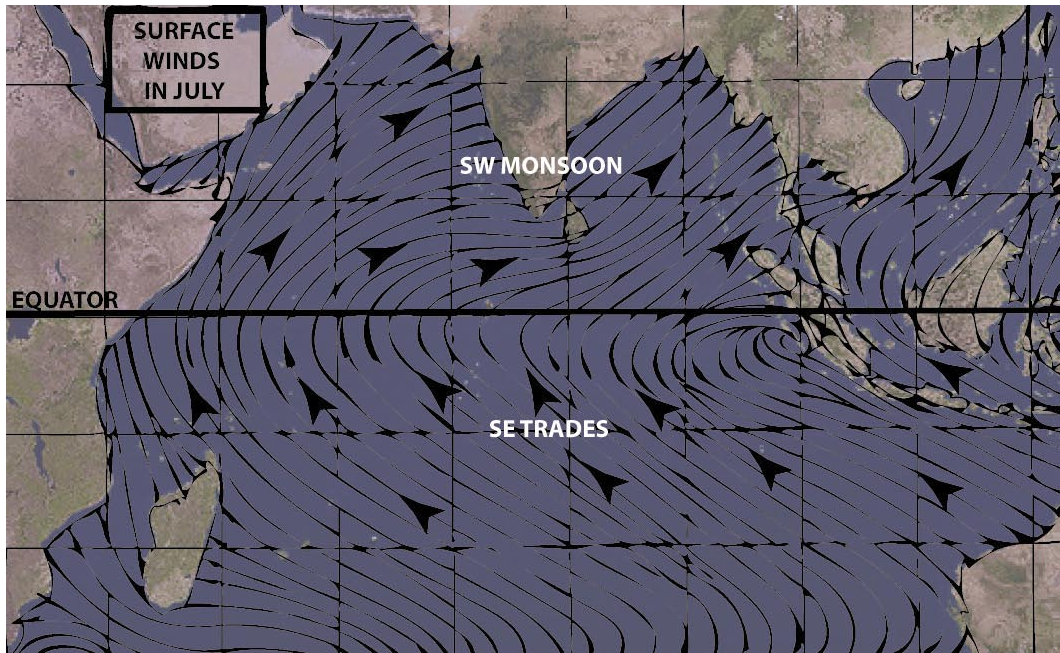 SURFACE
WINDS
IN JULY
SW MONSOON
EQUATOR
SE TRADES